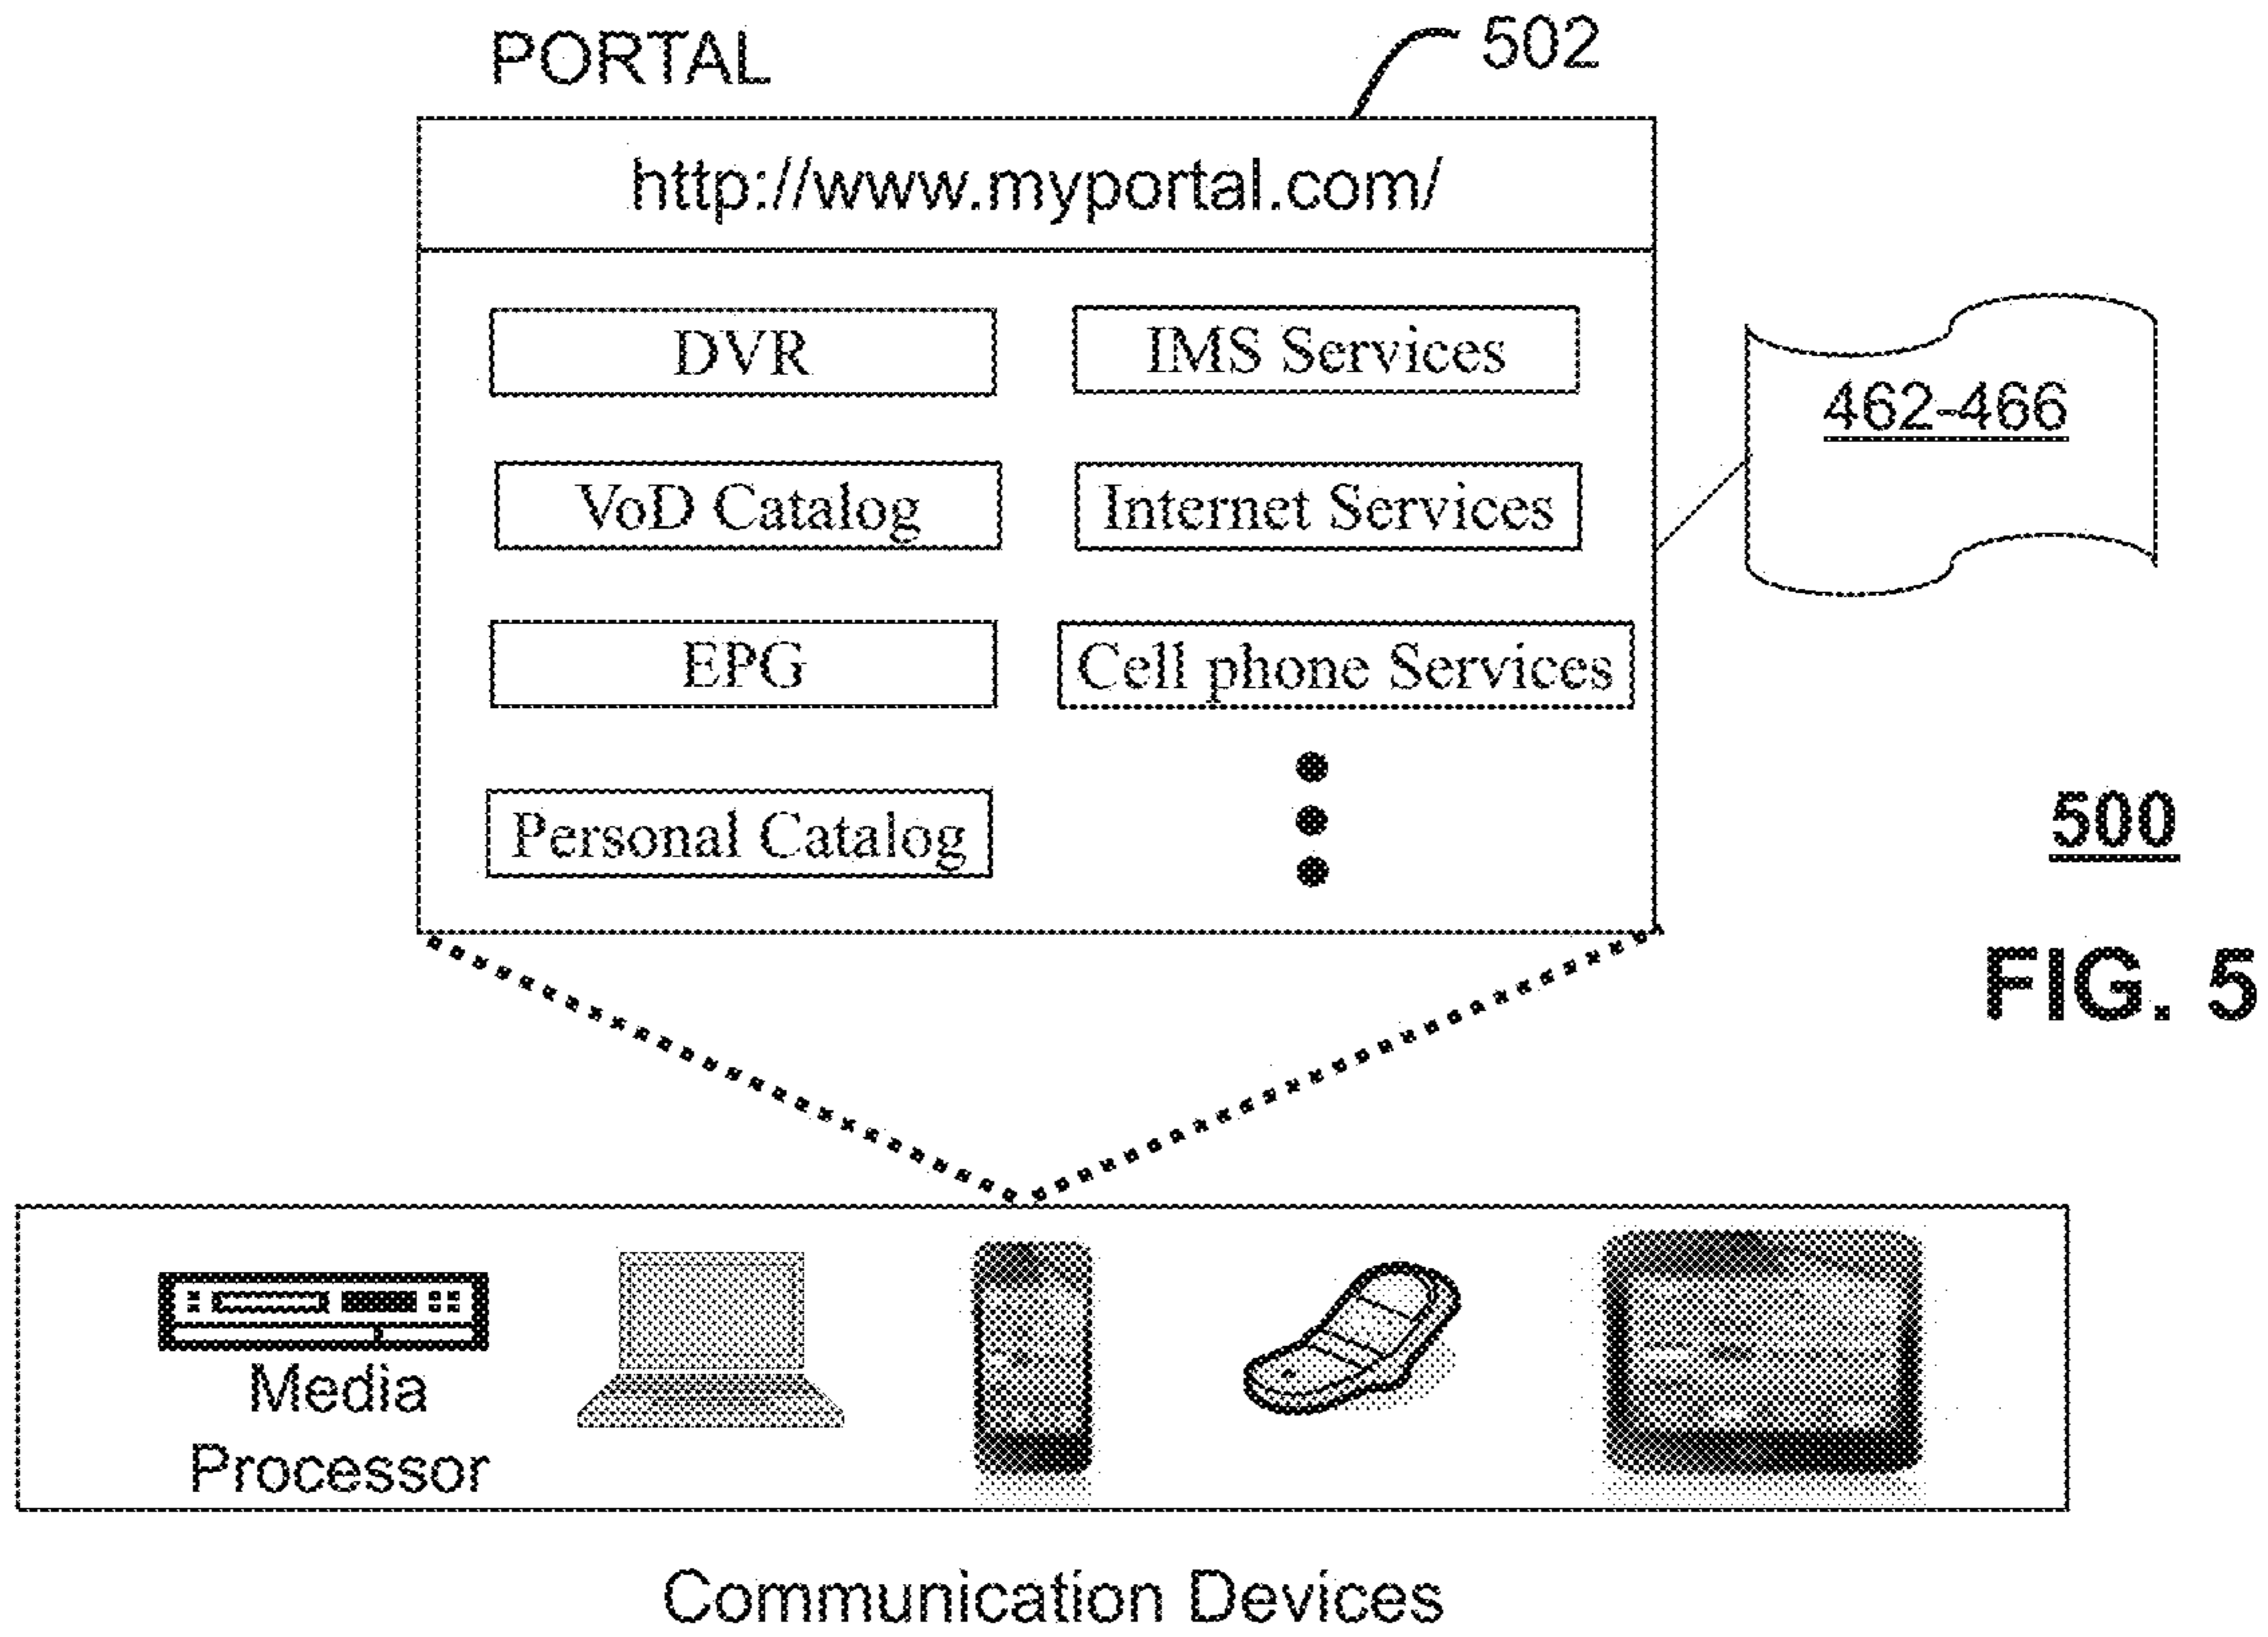 PORTAL
502
http://www.myportal.com/
DVR
IMS Services
462-466
VoD Catalog
Internet Services
EPG
Cell phone Services
Personal Catalog
500
FIG. 5
Media
Processor
Communication Devices